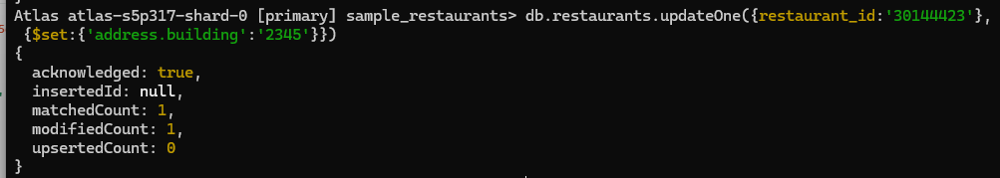 Atlas atlas-s5p317-shard-0 [primary] sample_restaurants> db.restaurants.updateOne({restaurant_id:'30144423'},
{$set:{'address.building':'2345'}})
{
  acknowledged: true,
  insertedId: null,
  matchedCount: 1,
  modifiedCount: 1,
  upsertedCount: 0
}